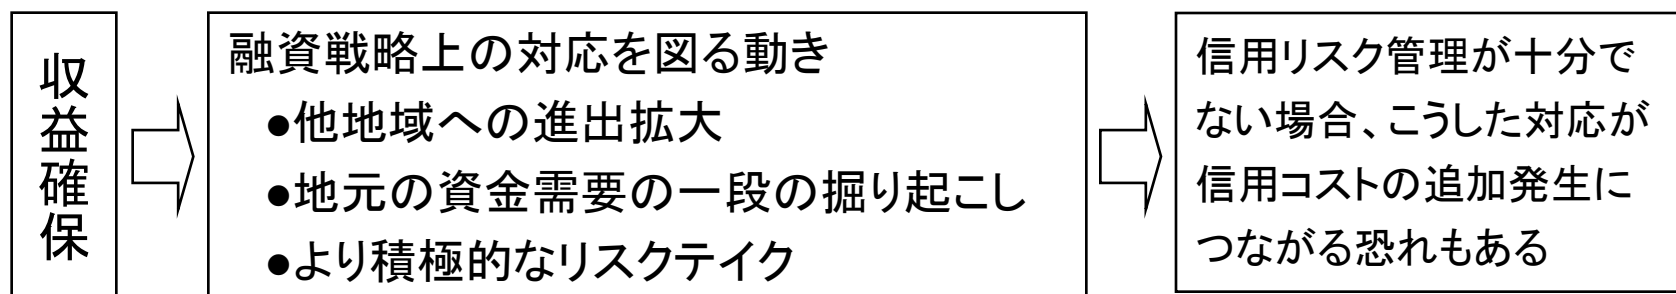 収益確保
融資戦略上の対応を図る動き
●他地域への進出拡大
●地元の資金需要の一段の掘り起こし
●より積極的なリスクテイク
信用リスク管理が十分で
ない場合、こうした対応が
信用コストの追加発生に
つながる恐れもある